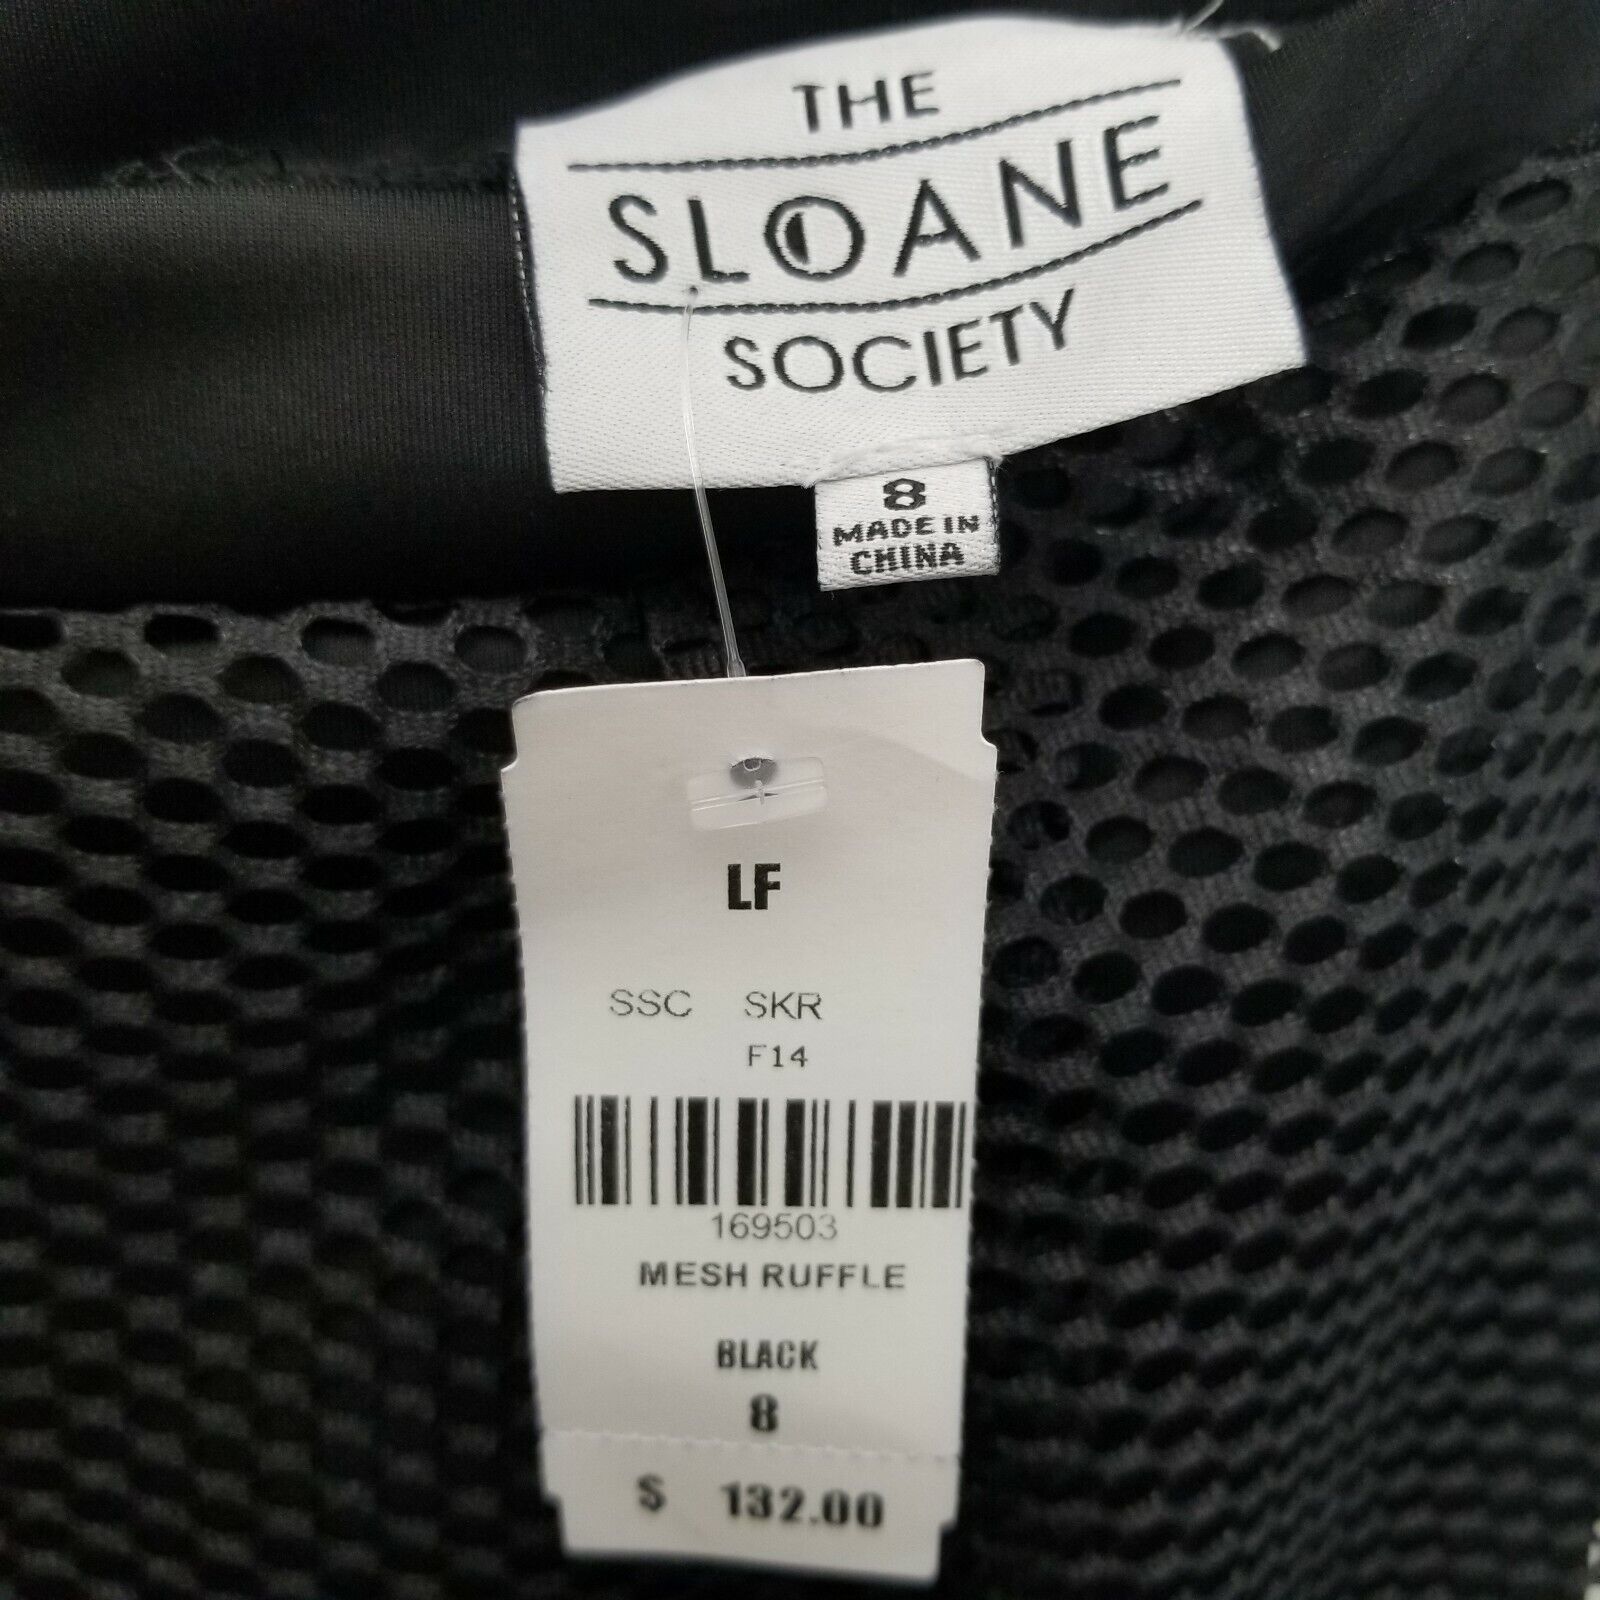 THE
SLOANE
SOCIETY
8
MADE IN
CHINA
LF
SSC SKR
F14
169503
MESH RUFFLE
BLACK
8
$ 132.00